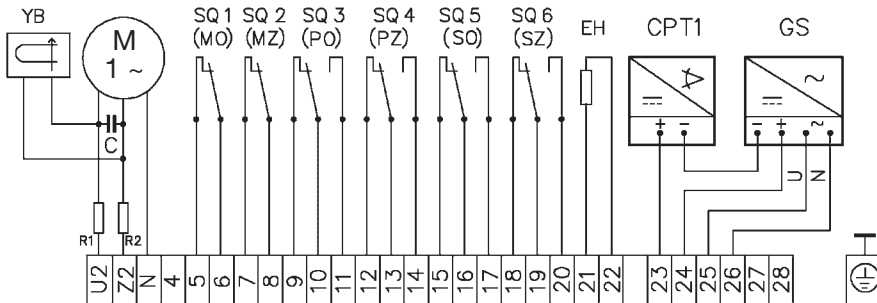 YB
M
1 ~
SQ 1
(MO)
SQ 2
(MZ)
SQ 3
(PO)
SQ 4
(PZ)
SQ 5
(SO)
SQ 6
(SZ)
EH
CPT1
GS
~
+ −
− + ~
C
U
N
R1
R2
U2 Z2 N 4 5 6 7 8 9 10 11 12 13 14 15 16 17 18 19 20 21 22 23 24 25 26 27 28